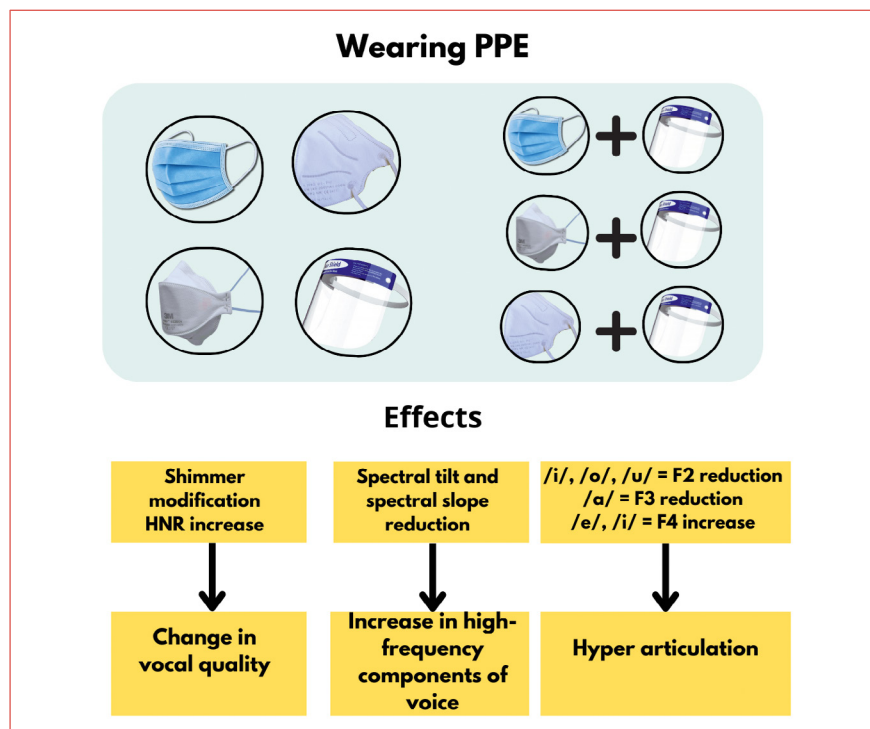 Wearing PPE
Effects
Shimmer
modification
HNR increase
Spectral tilt and
spectral slope
reduction
/i/, /o/, /u/ = F2 reduction
/a/ = F3 reduction
/e/, /i/ = F4 increase
Change in
vocal quality
Increase in high-
frequency
components of
voice
Hyper articulation